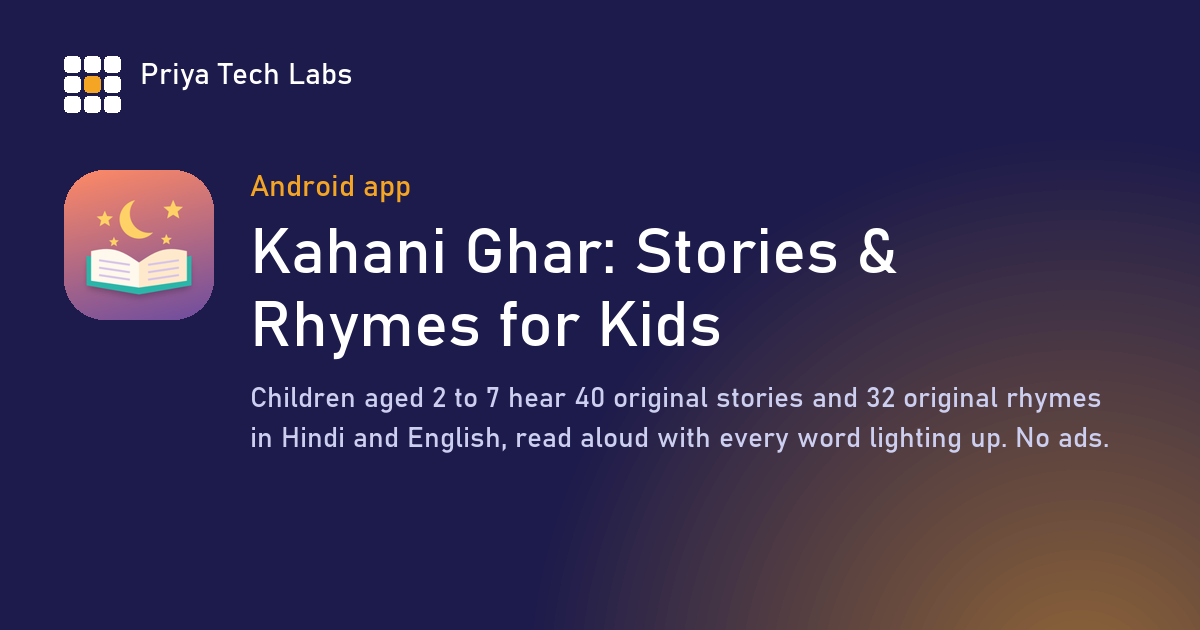 Priya Tech Labs
Android app
Kahani Ghar: Stories &
Rhymes for Kids
Children aged 2 to 7 hear 40 original stories and 32 original rhymes
in Hindi and English, read aloud with every word lighting up. No ads.